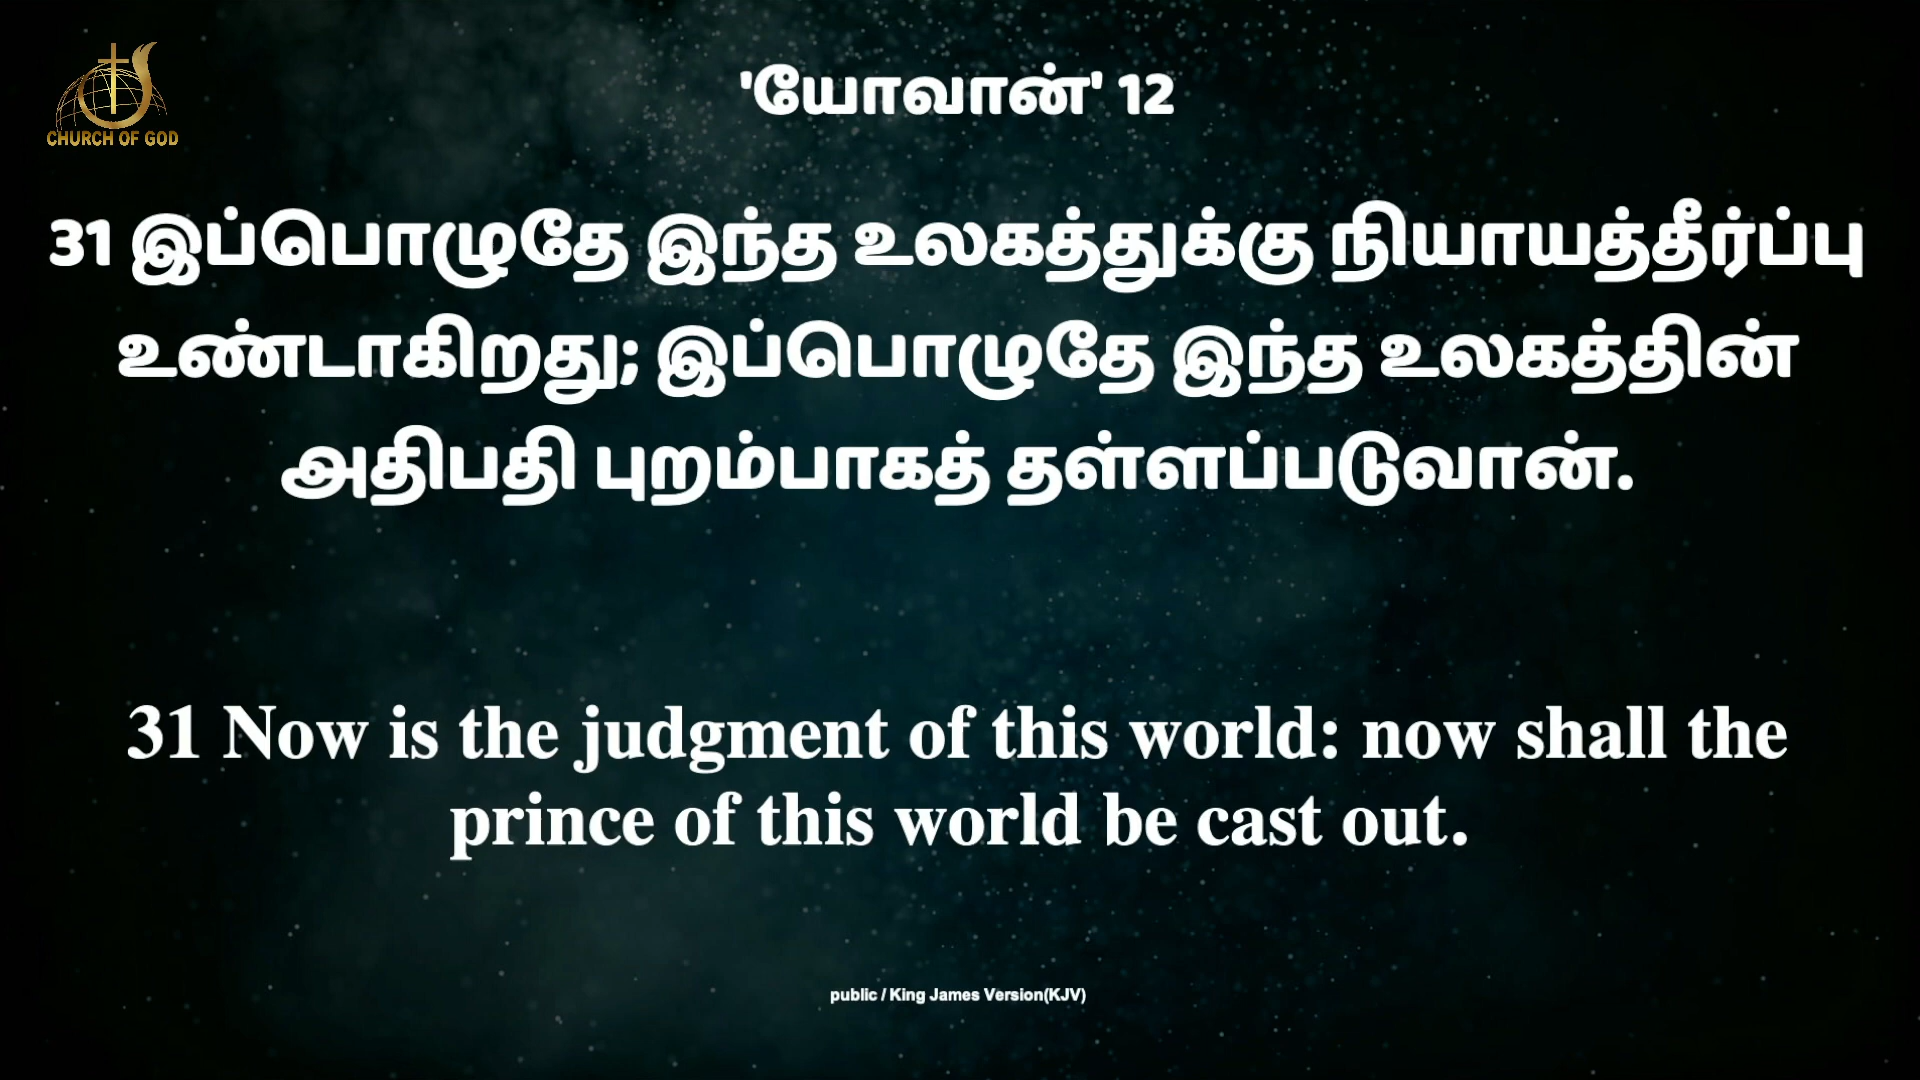 CHURCH OF GOD
'யோவான்' 12
31 இப்பொழுதே இந்த உலகத்துக்கு நியாயத்தீர்ப்பு
உண்டாகிறது; இப்பொழுதே இந்த உலகத்தின்
அதிபதி புறம்பாகத் தள்ளப்படுவான்.
31 Now is the judgment of this world: now shall the
prince of this world be cast out.
public / King James Version(KJV)